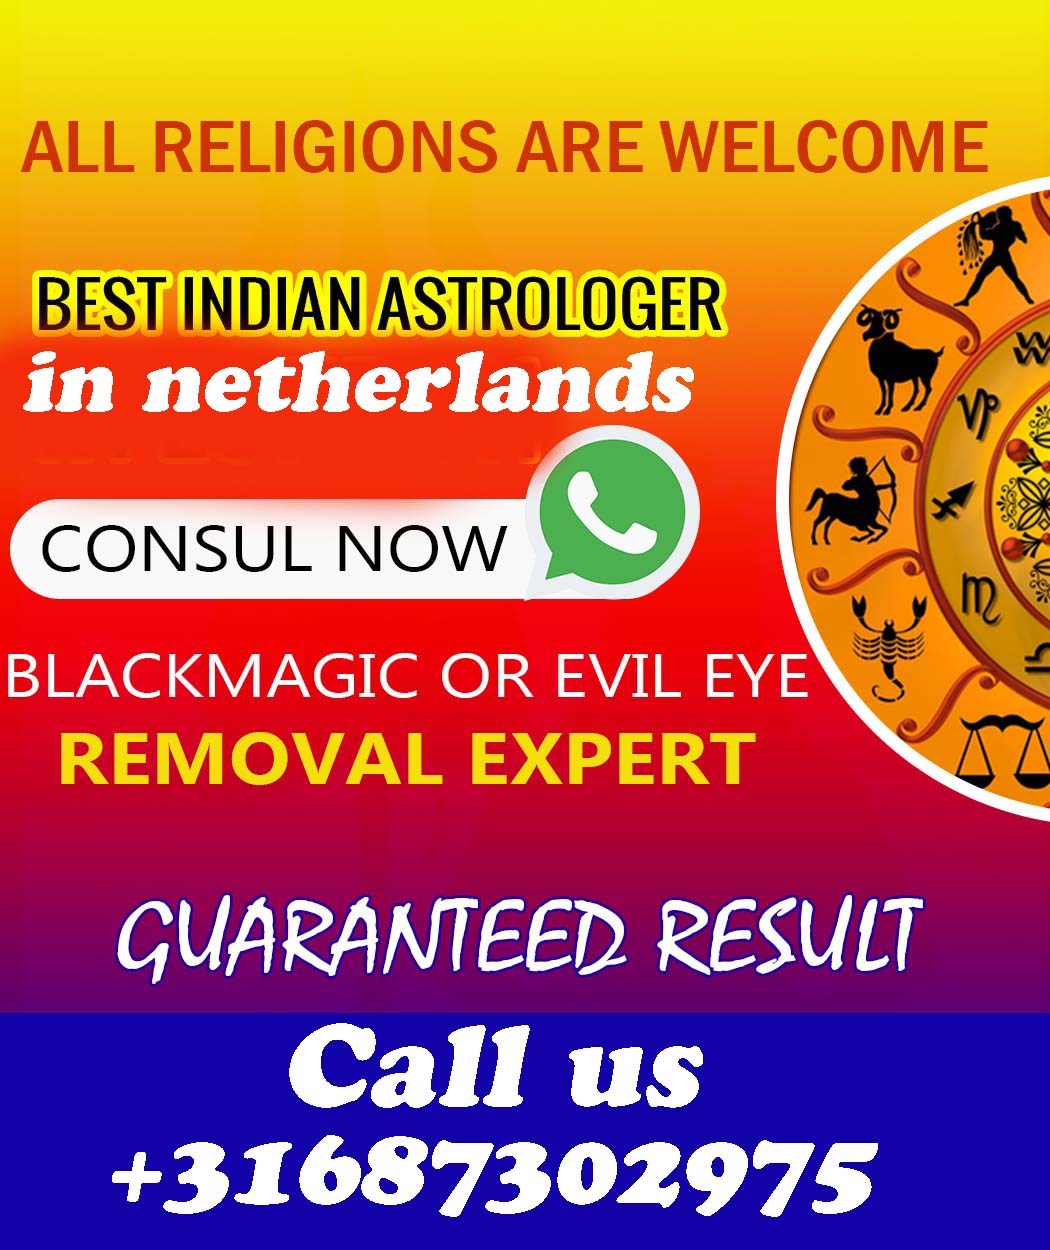 ALL RELIGIONS ARE WELCOME
BEST INDIAN ASTROLOGER
in netherlands
CONSUL NOW
BLACKMAGIC OR EVIL EYE
REMOVAL EXPERT
GUARANTEED RESULT
Call us
+31687302975